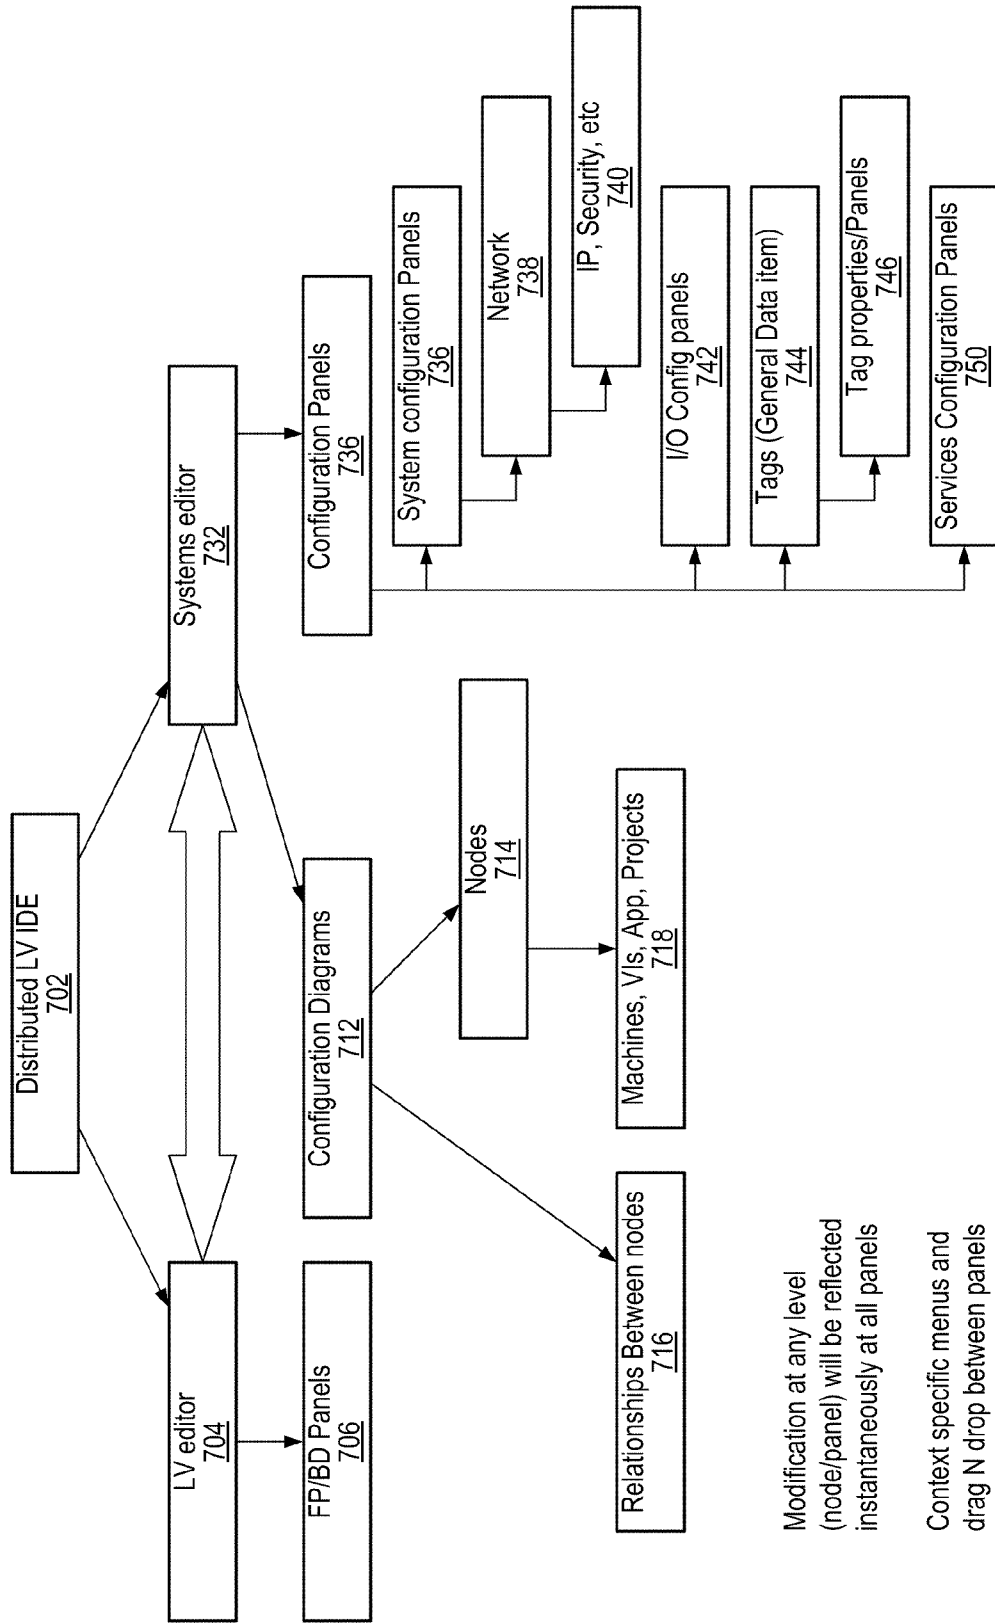 Distributed LV IDE
702
LV editor
704
Systems editor
732
FP/BD Panels
706
Configuration Diagrams
712
Configuration Panels
736
System configuration Panels
736
Nodes
714
Network
738
IP, Security, etc
740
Relationships Between nodes
716
Machines, VIs, App, Projects
718
I/O Config panels
742
Tags (General Data item)
744
Tag properties/Panels
746
Services Configuration Panels
750
Modification at any level
(node/panel) will be reflected
instantaneously at all panels
Context specific menus and
drag N drop between panels